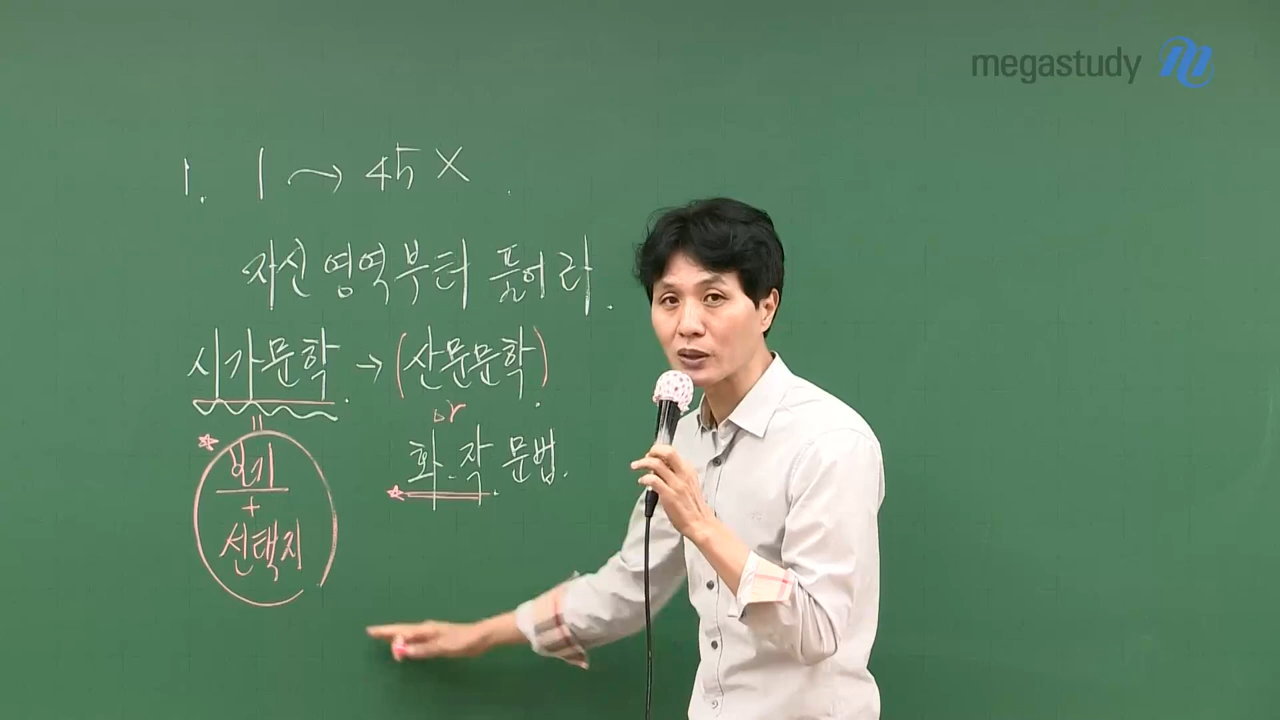 megastudy
1. 1 → 45 X
자신 영역부터 풀어라.
시가문학. → (산문문학).
or
화.작 문법.
보기
+
선택지